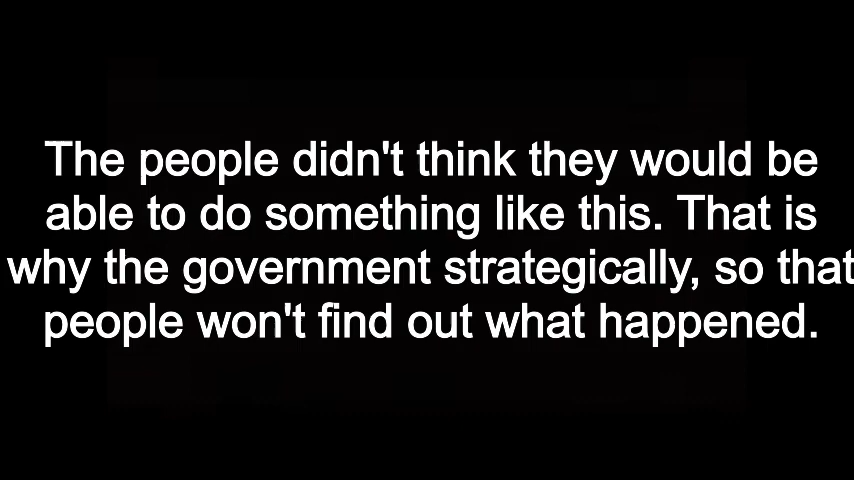 The people didn't think they would be
able to do something like this. That is
why the government strategically, so that
people won't find out what happened.